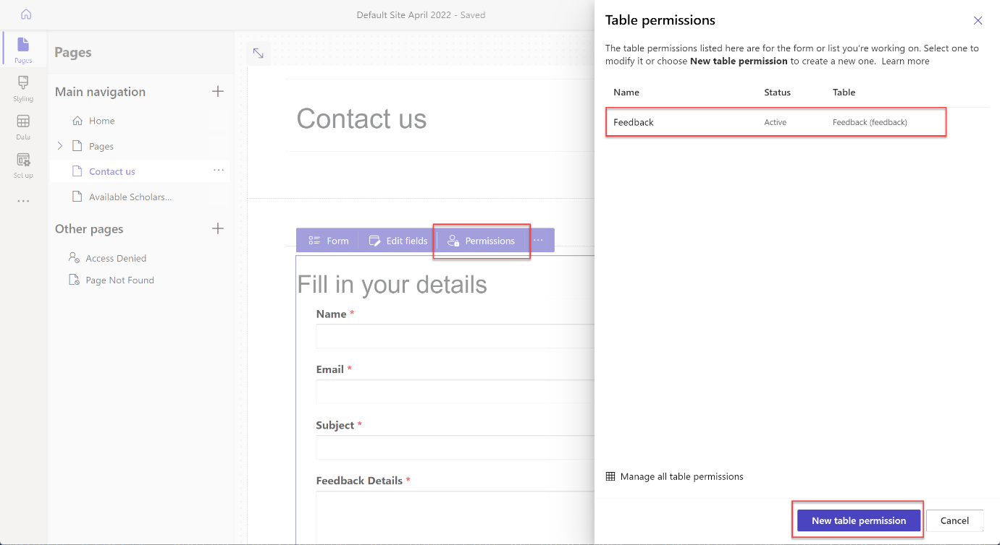 Default Site April 2022 - Saved
Pages
Styling
Data
Set up
Pages
Main navigation
Home
Pages
Contact us
Available Scholars...
Other pages
Access Denied
Page Not Found
Contact us
Form
Edit fields
Permissions
Fill in your details
Name *
Email *
Subject *
Feedback Details *
Table permissions
The table permissions listed here are for the form or list you're working on. Select one to
modify it or choose New table permission to create a new one. Learn more
Name Status Table
Feedback Active Feedback (feedback)
Manage all table permissions
New table permission
Cancel